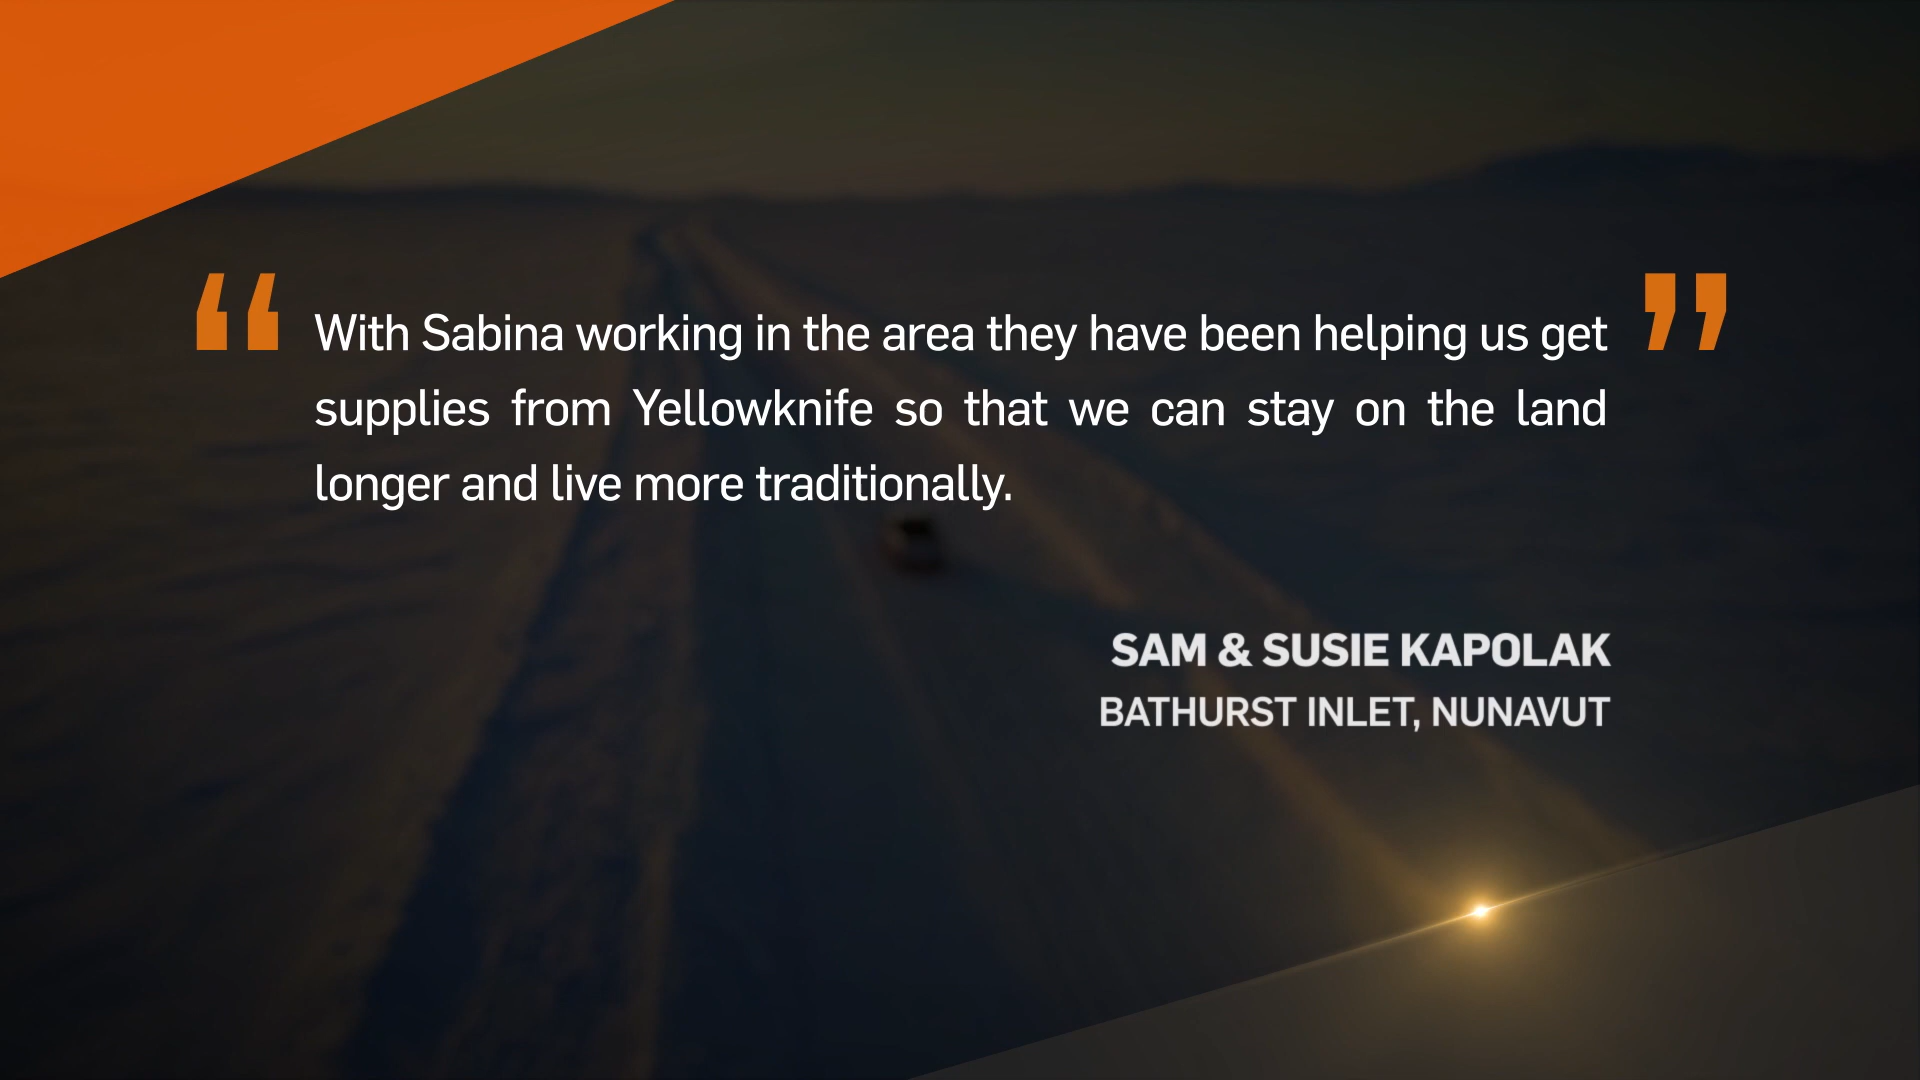 “ With Sabina working in the area they have been helping us get ”
supplies from Yellowknife so that we can stay on the land
longer and live more traditionally.
SAM & SUSIE KAPOLAK
BATHURST INLET, NUNAVUT